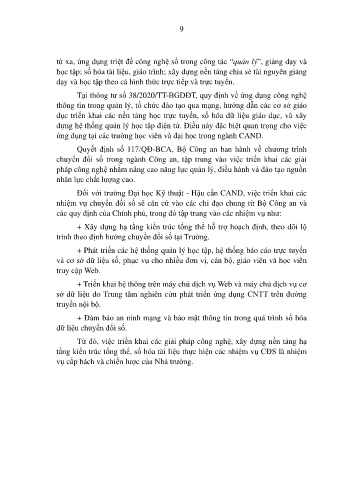 9
từ xa, ứng dụng triệt để công nghệ số trong công tác “quản lý”, giảng dạy và
học tập; số hóa tài liệu, giáo trình; xây dựng nền tảng chia sẻ tài nguyên giảng
dạy và học tập theo cả hình thức trực tiếp và trực tuyến.
Tại thông tư số 38/2020/TT-BGDĐT, quy định về ứng dụng công nghệ
thông tin trong quản lý, tổ chức đào tạo qua mạng, hướng dẫn các cơ sở giáo
dục triển khai các nền tảng học trực tuyến, số hóa dữ liệu giáo dục, và xây
dựng hệ thống quản lý học tập điện tử. Điều này đặc biệt quan trọng cho việc
ứng dụng tại các trường học viện và đại học trong ngành CAND.
Quyết định số 117/QĐ-BCA, Bộ Công an ban hành về chương trình
chuyển đổi số trong ngành Công an, tập trung vào việc triển khai các giải
pháp công nghệ nhằm nâng cao năng lực quản lý, điều hành và đào tạo nguồn
nhân lực chất lượng cao.
Đối với trường Đại học Kỹ thuật - Hậu cần CAND, việc triển khai các
nhiệm vụ chuyển đổi số sẽ căn cứ vào các chỉ đạo chung từ Bộ Công an và
các quy định của Chính phủ, trong đó tập trung vào các nhiệm vụ như:
+ Xây dựng hạ tầng kiến trúc tổng thể hỗ trợ hoạch định, theo dõi lộ
trình theo định hướng chuyển đổi số tại Trường.
+ Phát triển các hệ thống quản lý học tập, hệ thống báo cáo trực tuyến
và cơ sở dữ liệu số, phục vụ cho nhiều đơn vị, cán bộ, giáo viên và học viên
truy cập Web.
+ Triển khai hệ thống trên máy chủ dịch vụ Web và máy chủ dịch vụ cơ
sở dữ liệu do Trung tâm nghiên cứu phát triển ứng dụng CNTT trên đường
truyền nội bộ.
+ Đảm bảo an ninh mạng và bảo mật thông tin trong quá trình số hóa
dữ liệu chuyển đổi số.
Từ đó, việc triển khai các giải pháp công nghệ, xây dựng nền tảng hạ
tầng kiến trúc tổng thể, số hóa tài liệu thực hiện các nhiệm vụ CĐS là nhiệm
vụ cấp bách và chiến lược của Nhà trường.